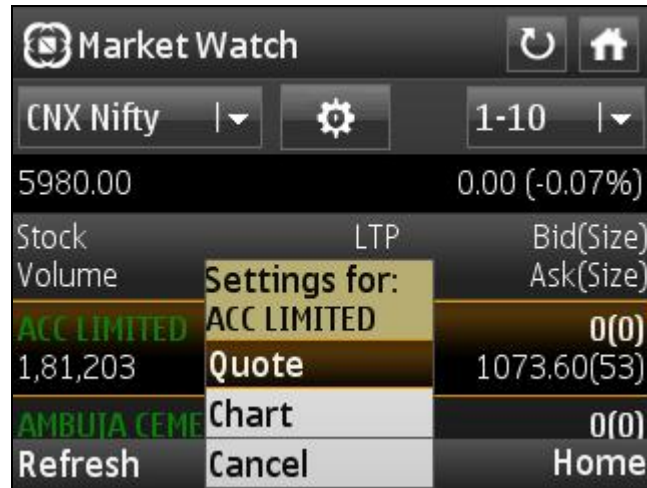 Market Watch
CNX Nifty 1-10
5980.00 0.00 (-0.07%)
Stock LTP Bid(Size)
Volume Ask(Size)
Settings for:
ACC LIMITED
Quote
Chart
Cancel
ACC LIMITED 0(0)
1,81,203 1073.60(53)
AMBUJA CEME 0(0)
Refresh Home